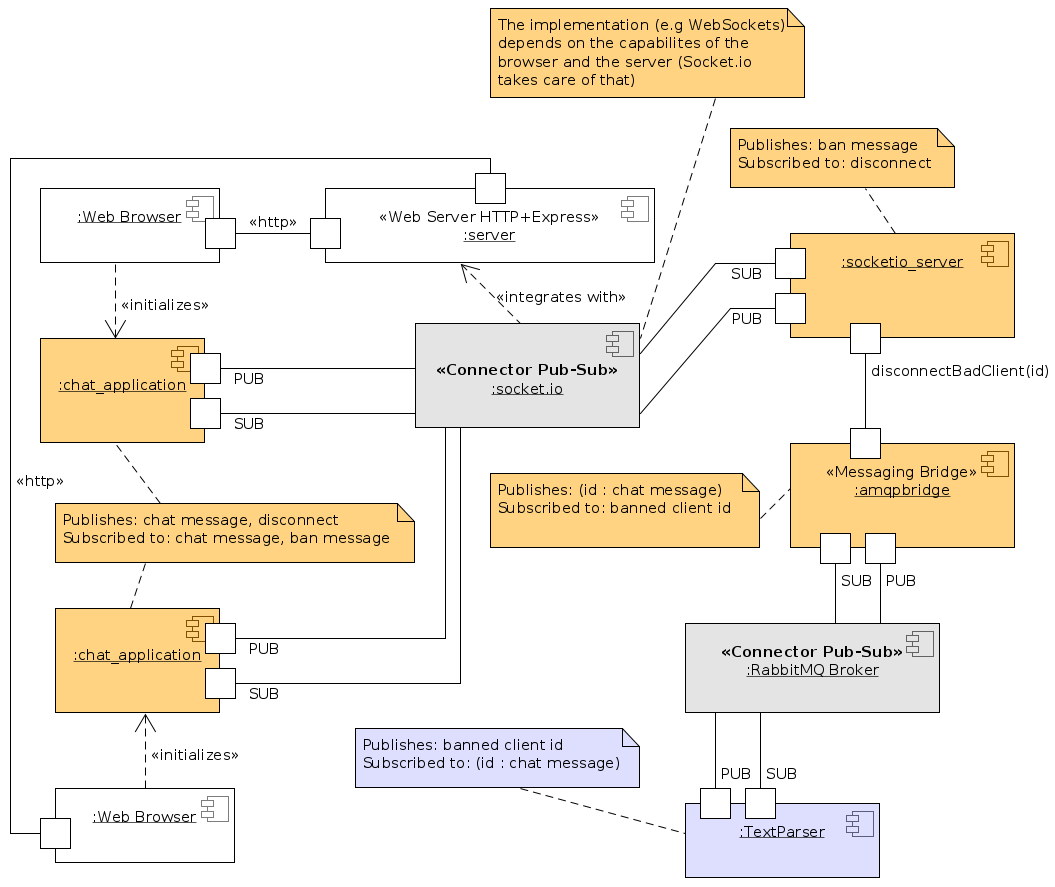 The implementation (e.g WebSockets)
depends on the capabilites of the
browser and the server (Socket.io
takes care of that)
Publishes: ban message
Subscribed to: disconnect
:Web Browser
«http»
«Web Server HTTP+Express»
:server
:socketio_server
SUB
PUB
«initializes»
«integrates with»
«Connector Pub-Sub»
:socket.io
:chat_application
PUB
SUB
disconnectBadClient(id)
«http»
«Messaging Bridge»
:amqpbridge
Publishes: (id : chat message)
Subscribed to: banned client id
Publishes: chat message, disconnect
Subscribed to: chat message, ban message
SUB
PUB
:chat_application
PUB
SUB
«Connector Pub-Sub»
:RabbitMQ Broker
«initializes»
Publishes: banned client id
Subscribed to: (id : chat message)
PUB
SUB
:Web Browser
:TextParser